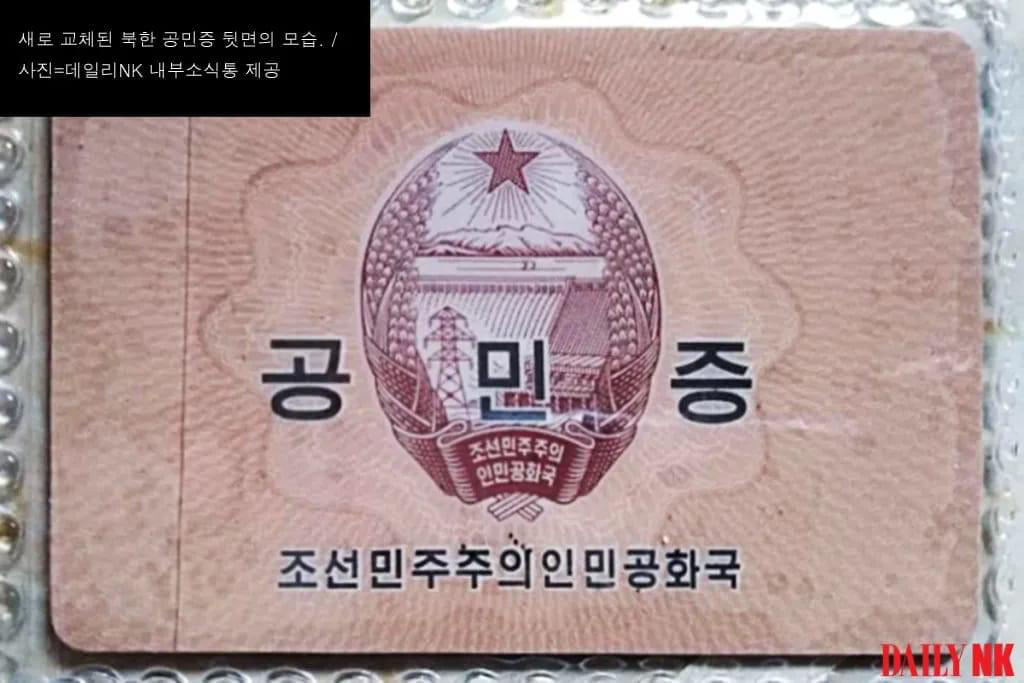 새로 교체된 북한 공민증 뒷면의 모습. /
사진=데일리NK 내부소식통 제공
공민증
조선민주주의
인민공화국
조선민주주의인민공화국
DAILY NK